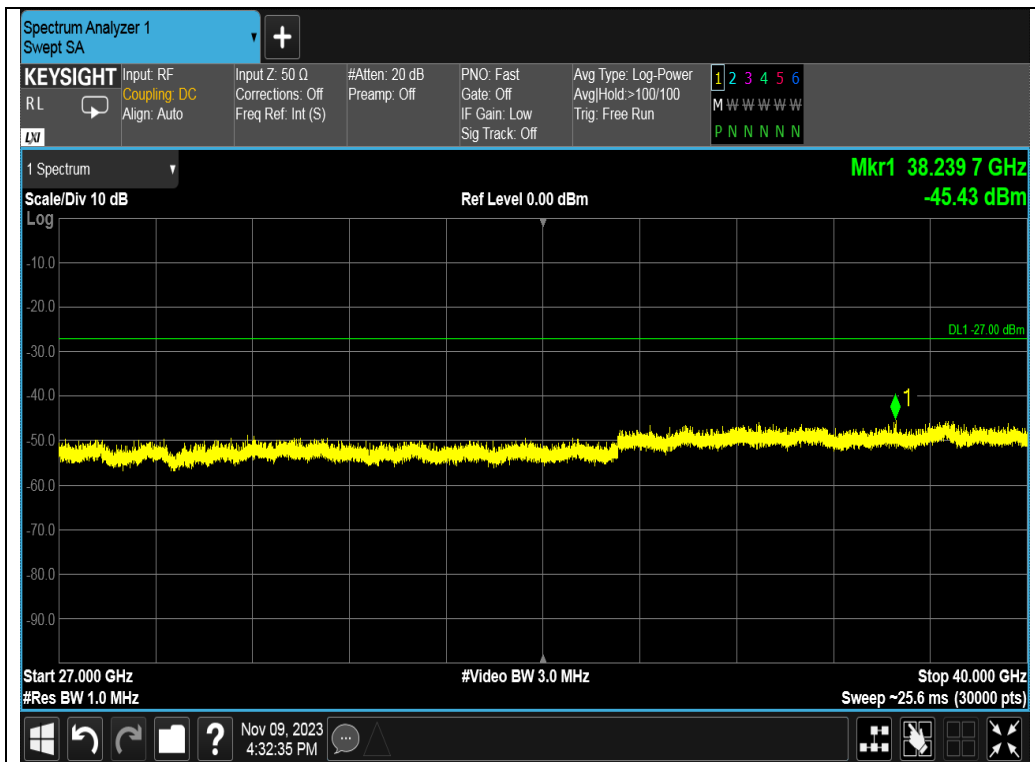 Spectrum Analyzer 1
Swept SA
+
KEYSIGHT
RL
LXI
Input: RF
Coupling: DC
Align: Auto
Input Z: 50 Ω
Corrections: Off
Freq Ref: Int (S)
#Atten: 20 dB
Preamp: Off
PNO: Fast
Gate: Off
IF Gain: Low
Sig Track: Off
Avg Type: Log-Power
Avg|Hold:>100/100
Trig: Free Run
1 2 3 4 5 6
M W W W W W
P N N N N N
1 Spectrum
Mkr1 38.239 7 GHz
-45.43 dBm
Scale/Div 10 dB
Ref Level 0.00 dBm
Log
-10.0
-20.0
DL1 -27.00 dBm
-30.0
-40.0
1
-50.0
-60.0
-70.0
-80.0
-90.0
Start 27.000 GHz
#Video BW 3.0 MHz
Stop 40.000 GHz
#Res BW 1.0 MHz
Sweep ~25.6 ms (30000 pts)
?
Nov 09, 2023
4:32:35 PM